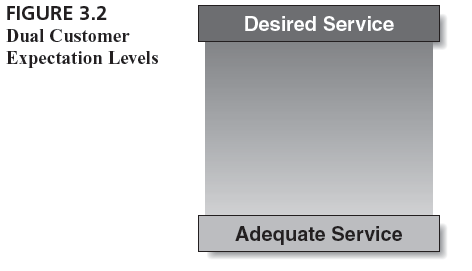 FIGURE 3.2
Dual Customer
Expectation Levels
Desired Service
Adequate Service